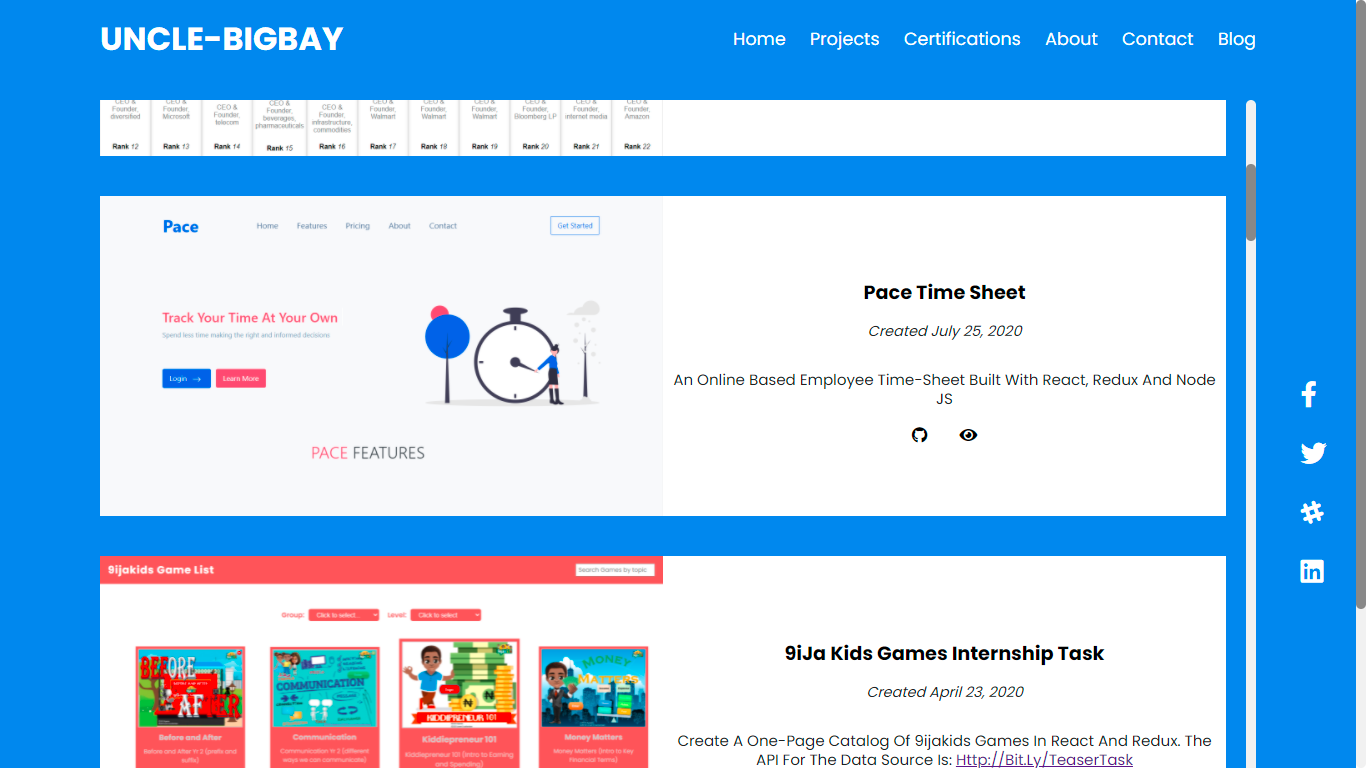 UNCLE-BIGBAY
Home Projects Certifications About Contact Blog
CEO & Founder, diversified
CEO & Founder, Microsoft
CEO & Founder, telecom
CEO & Founder, beverages, pharmaceuticals
CEO & Founder, infrastructure, commodities
CEO & Founder, Walmart
CEO & Founder, Walmart
CEO & Founder, Walmart
CEO & Founder, Bloomberg LP
CEO & Founder, internet media
CEO & Founder, Amazon
Rank 12 Rank 13 Rank 14 Rank 15 Rank 16 Rank 17 Rank 18 Rank 19 Rank 20 Rank 21 Rank 22
Pace Home Features Pricing About Contact Get Started
Track Your Time At Your Own
Spend less time making the right and informed decisions
Login → Learn More
PACE FEATURES
Pace Time Sheet
Created July 25, 2020
An Online Based Employee Time-Sheet Built With React, Redux And Node
JS
9ijakids Game List Search Games by topic
Group: Click to select Level: Click to select
BEFORE
AFTER
COMMUNICATION
KIDDIPRENEUR 101
MONEY
MATTERS
Before and After
Before and After Yr 2 (prefix and
suffix)
Communication
Communication Yr 2 (different
ways we can communicate)
Kiddiepreneur 101
Kiddiepreneur 101 (Intro to Earning
and Spending)
Money Matters
Money Matters (Intro to Key
Financial Terms)
9iJa Kids Games Internship Task
Created April 23, 2020
Create A One-Page Catalog Of 9ijakids Games In React And Redux. The
API For The Data Source Is: Http://Bit.Ly/TeaserTask